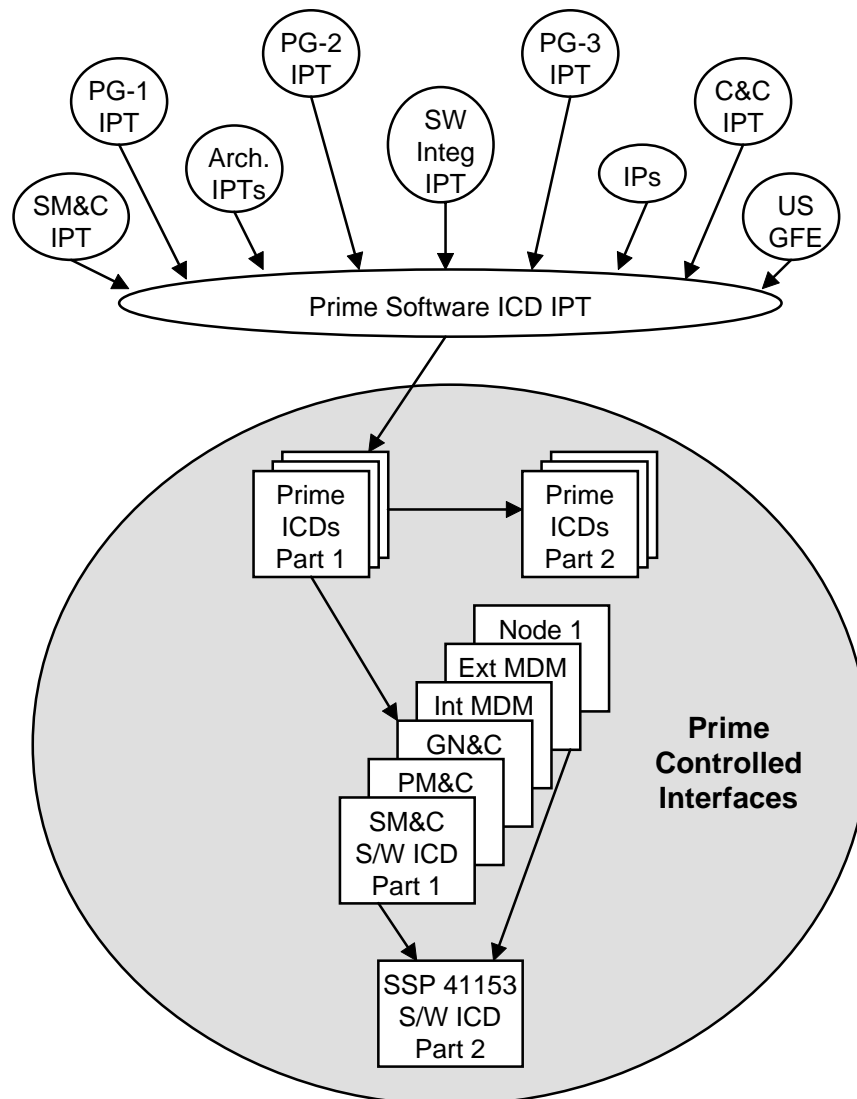 PG-2
IPT
PG-3
IPT
PG-1
IPT
C&C
IPT
SW
Integ
IPT
Arch.
IPTs
IPs
SM&C
IPT
US
GFE
Prime Software ICD IPT
Prime
ICDs
Part 1
Prime
ICDs
Part 2
Node 1
Ext MDM
Int MDM
GN&C
PM&C
SM&C
S/W ICD
Part 1
Prime
Controlled
Interfaces
SSP 41153
S/W ICD
Part 2